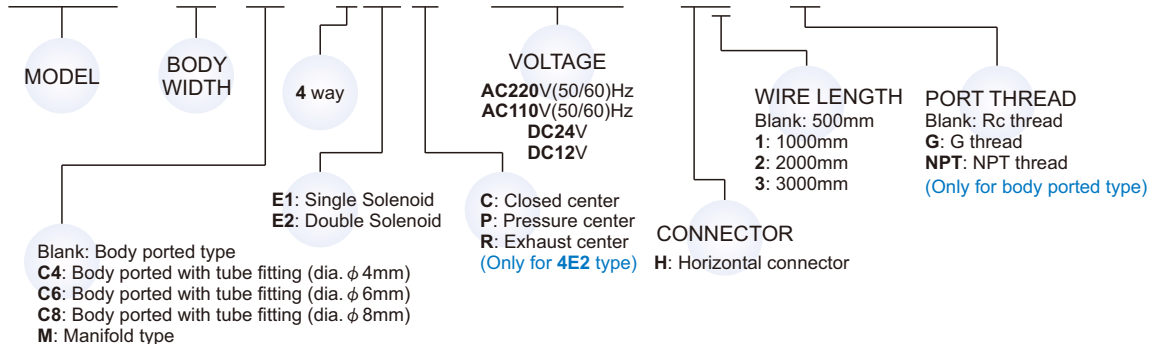 MODEL
BODY
WIDTH
4 way
VOLTAGE
AC220V(50/60)Hz
AC110V(50/60)Hz
DC24V
DC12V
WIRE LENGTH
Blank: 500mm
1: 1000mm
2: 2000mm
3: 3000mm
PORT THREAD
Blank: Rc thread
G: G thread
NPT: NPT thread
(Only for body ported type)
E1: Single Solenoid
E2: Double Solenoid
C: Closed center
P: Pressure center
R: Exhaust center
(Only for 4E2 type)
CONNECTOR
H: Horizontal connector
Blank: Body ported type
C4: Body ported with tube fitting (dia. ϕ 4mm)
C6: Body ported with tube fitting (dia. ϕ 6mm)
C8: Body ported with tube fitting (dia. ϕ 8mm)
M: Manifold type